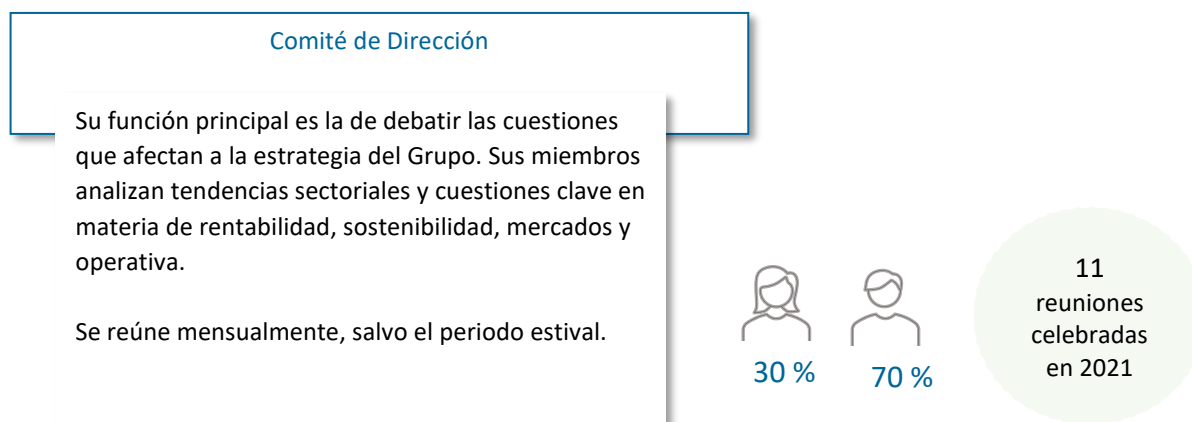 Comité de Dirección
Su función principal es la de debatir las cuestiones
que afectan a la estrategia del Grupo. Sus miembros
analizan tendencias sectoriales y cuestiones clave en
materia de rentabilidad, sostenibilidad, mercados y
operativa.
Se reúne mensualmente, salvo el periodo estival.
30 %
70 %
11
reuniones
celebradas
en 2021